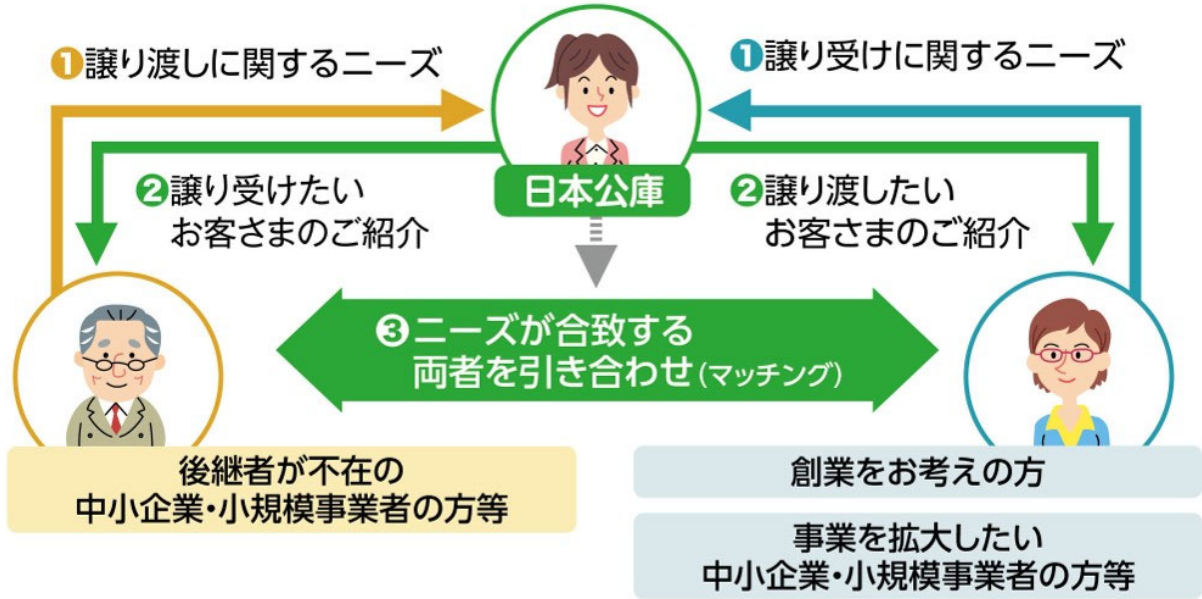 ❶譲り渡しに関するニーズ
❶譲り受けに関するニーズ
❷譲り受けたい
お客さまのご紹介
日本公庫
❷譲り渡したい
お客さまのご紹介
❸ニーズが合致する
両者を引き合わせ(マッチング)
後継者が不在の
中小企業・小規模事業者の方等
創業をお考えの方
事業を拡大したい
中小企業・小規模事業者の方等